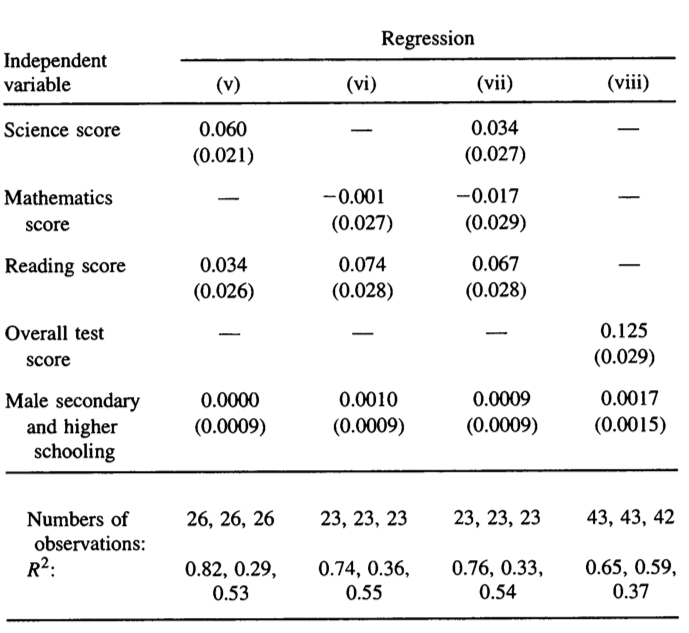 Regression
Independent
variable (v) (vi) (vii) (viii)
Science score 0.060 — 0.034 —
(0.021) (0.027)
Mathematics — −0.001 −0.017 —
score (0.027) (0.029)
Reading score 0.034 0.074 0.067 —
(0.026) (0.028) (0.028)
Overall test — — — 0.125
score (0.029)
Male secondary 0.0000 0.0010 0.0009 0.0017
and higher (0.0009) (0.0009) (0.0009) (0.0015)
schooling
Numbers of 26, 26, 26 23, 23, 23 23, 23, 23 43, 43, 42
observations:
R²: 0.82, 0.29, 0.74, 0.36, 0.76, 0.33, 0.65, 0.59,
0.53 0.55 0.54 0.37